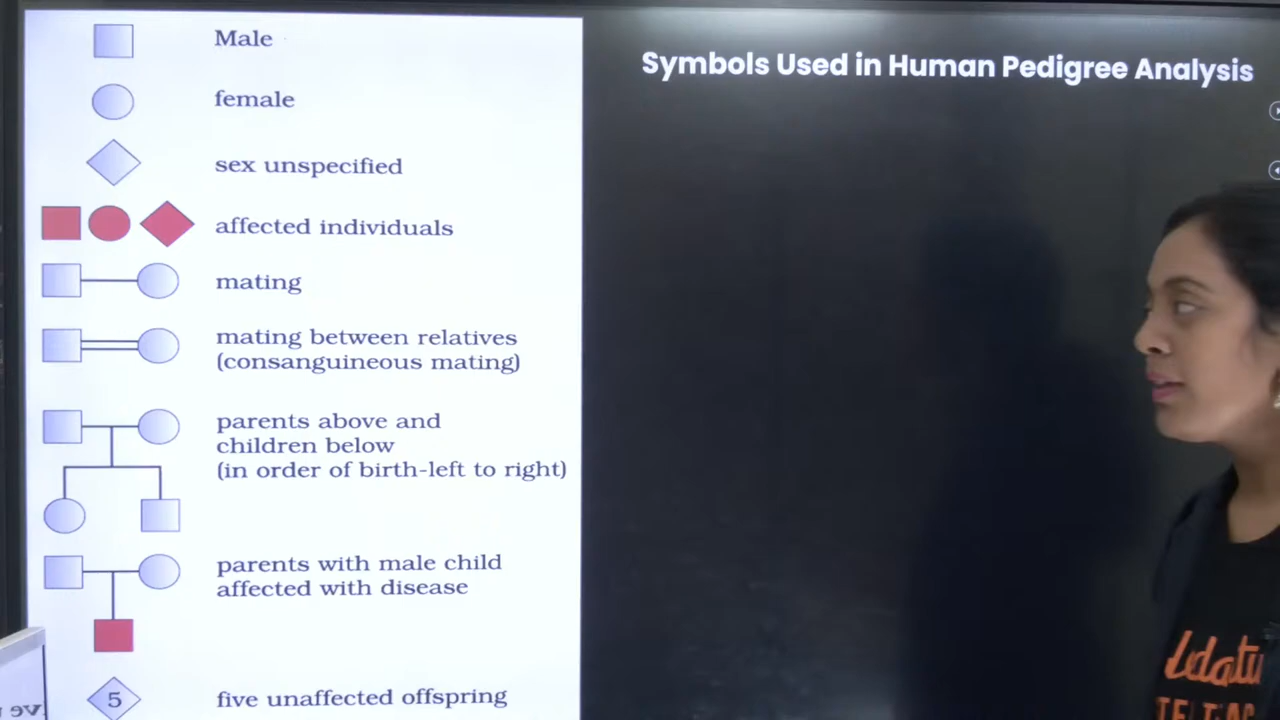 Symbols Used in Human Pedigree Analysis
Male
female
sex unspecified
affected individuals
mating
mating between relatives
(consanguineous mating)
parents above and
children below
(in order of birth-left to right)
parents with male child
affected with disease
5
five unaffected offspring